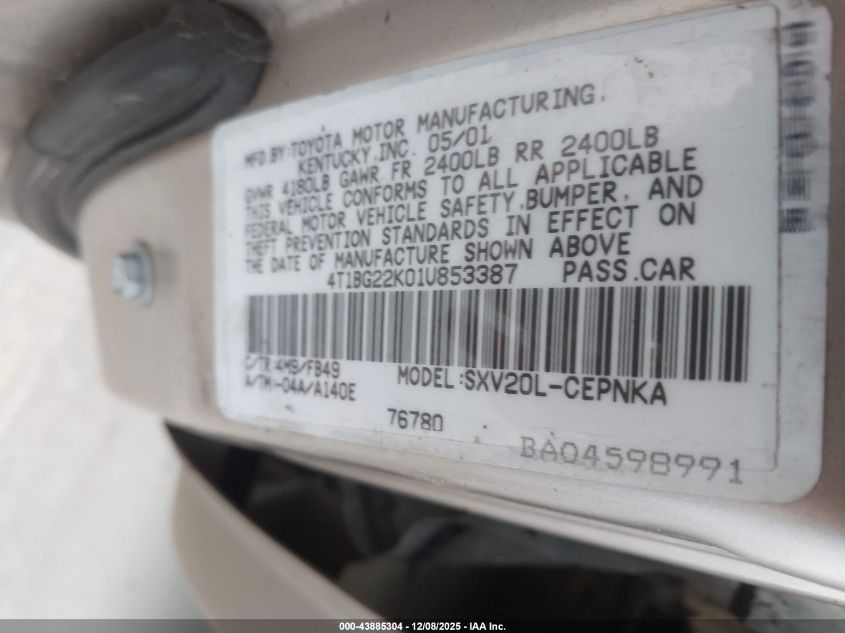 MFD.BY:TOYOTA MOTOR MANUFACTURING.
KENTUCKY,INC. 05/01
GVWR 4180LB GAWR FR 2400LB RR 2400LB
THIS VEHICLE CONFORMS TO ALL APPLICABLE
FEDERAL MOTOR VEHICLE SAFETY,BUMPER, AND
THEFT PREVENTION STANDARDS IN EFFECT ON
THE DATE OF MANUFACTURE SHOWN ABOVE
4T1BG22K01U853387 PASS.CAR
C/TR 4M9/FB49
A/TM -04A/A140E
MODEL:SXV20L-CEPNKA
76780
BA04598991
000-43885304 | 12/08/2025 - IAA Inc.